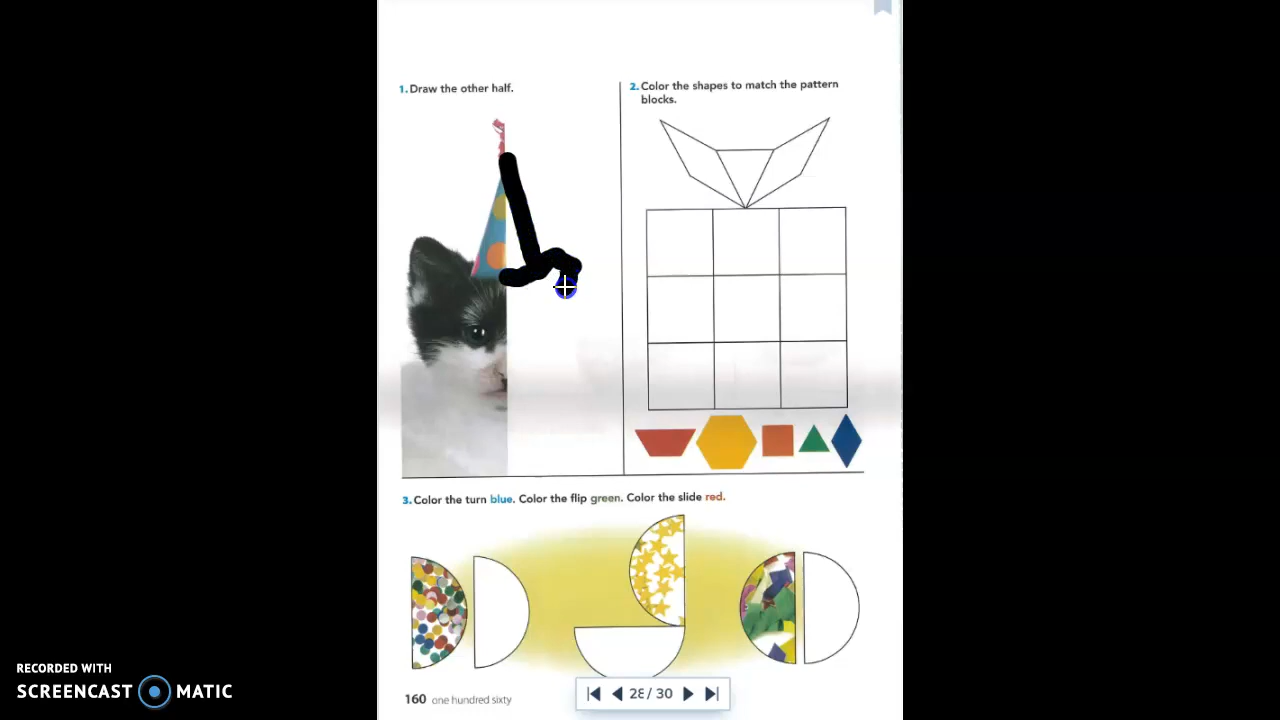 1. Draw the other half.
2. Color the shapes to match the pattern
blocks.
3. Color the turn blue. Color the flip green. Color the slide red.
160 one hundred sixty
28 / 30
RECORDED WITH
SCREENCAST MATIC